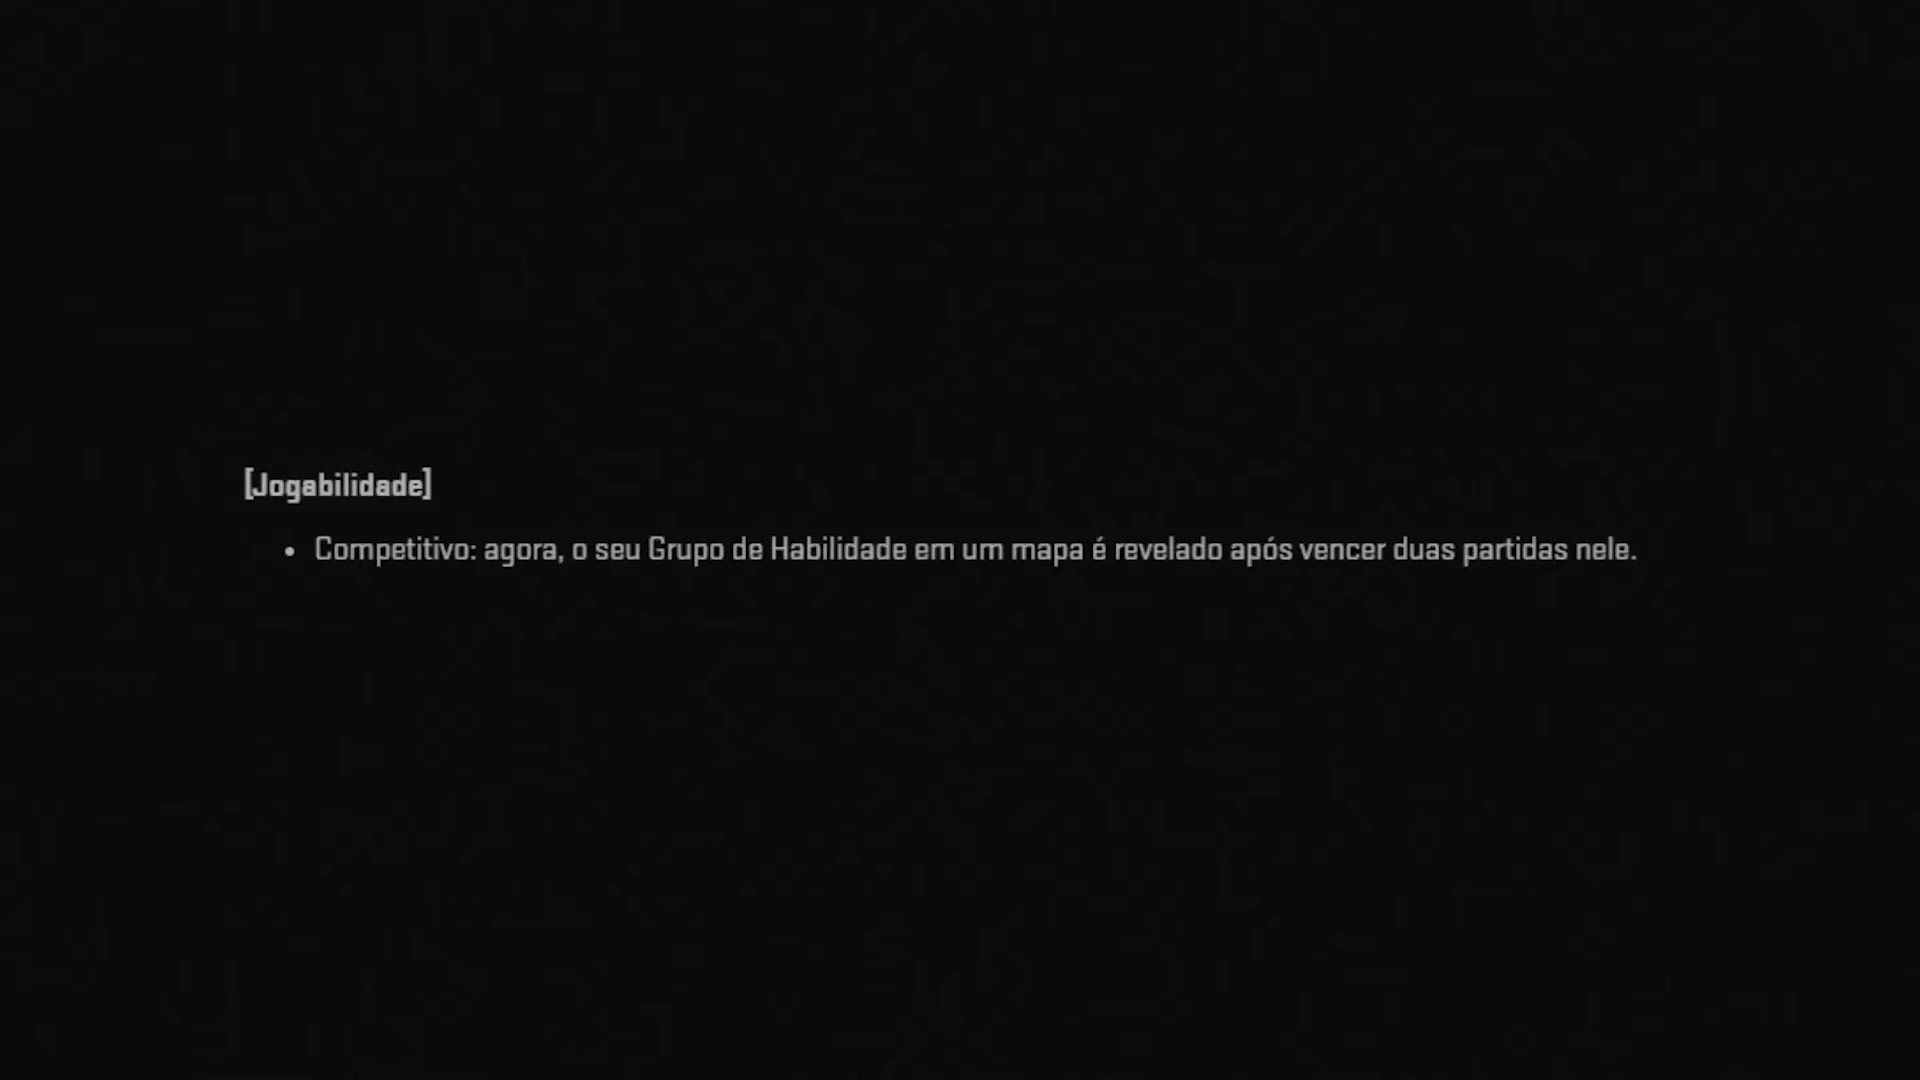 [Jogabilidade]
• Competitivo: agora, o seu Grupo de Habilidade em um mapa é revelado após vencer duas partidas nele.